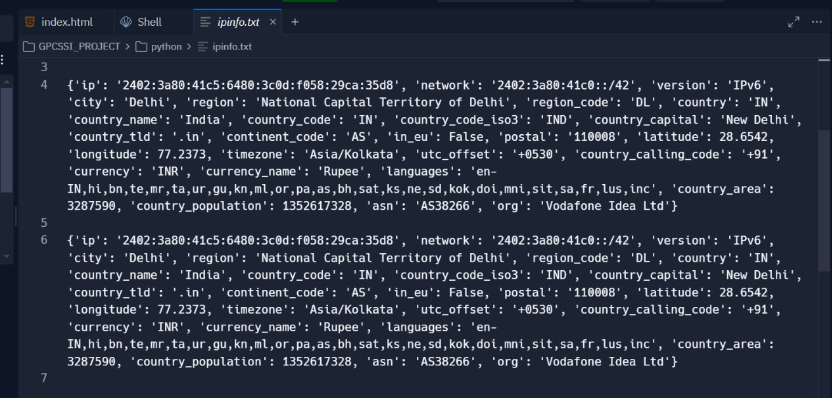 index.html Shell ipinfo.txt × +
GPCSSI_PROJECT > python > ipinfo.txt
3
4 {'ip': '2402:3a80:41c5:6480:3c0d:f058:29ca:35d8', 'network': '2402:3a80:41c0::/42', 'version': 'IPv6',
'city': 'Delhi', 'region': 'National Capital Territory of Delhi', 'region_code': 'DL', 'country': 'IN',
'country_name': 'India', 'country_code': 'IN', 'country_code_iso3': 'IND', 'country_capital': 'New Delhi',
'country_tld': '.in', 'continent_code': 'AS', 'in_eu': False, 'postal': '110008', 'latitude': 28.6542,
'longitude': 77.2373, 'timezone': 'Asia/Kolkata', 'utc_offset': '+0530', 'country_calling_code': '+91',
'currency': 'INR', 'currency_name': 'Rupee', 'languages': 'en-
IN,hi,bn,te,mr,ta,ur,gu,kn,ml,or,pa,as,bh,sat,ks,ne,sd,kok,doi,mni,sit,sa,fr,lus,inc', 'country_area':
3287590, 'country_population': 1352617328, 'asn': 'AS38266', 'org': 'Vodafone Idea Ltd'}
5
6 {'ip': '2402:3a80:41c5:6480:3c0d:f058:29ca:35d8', 'network': '2402:3a80:41c0::/42', 'version': 'IPv6',
'city': 'Delhi', 'region': 'National Capital Territory of Delhi', 'region_code': 'DL', 'country': 'IN',
'country_name': 'India', 'country_code': 'IN', 'country_code_iso3': 'IND', 'country_capital': 'New Delhi',
'country_tld': '.in', 'continent_code': 'AS', 'in_eu': False, 'postal': '110008', 'latitude': 28.6542,
'longitude': 77.2373, 'timezone': 'Asia/Kolkata', 'utc_offset': '+0530', 'country_calling_code': '+91',
'currency': 'INR', 'currency_name': 'Rupee', 'languages': 'en-
IN,hi,bn,te,mr,ta,ur,gu,kn,ml,or,pa,as,bh,sat,ks,ne,sd,kok,doi,mni,sit,sa,fr,lus,inc', 'country_area':
3287590, 'country_population': 1352617328, 'asn': 'AS38266', 'org': 'Vodafone Idea Ltd'}
7